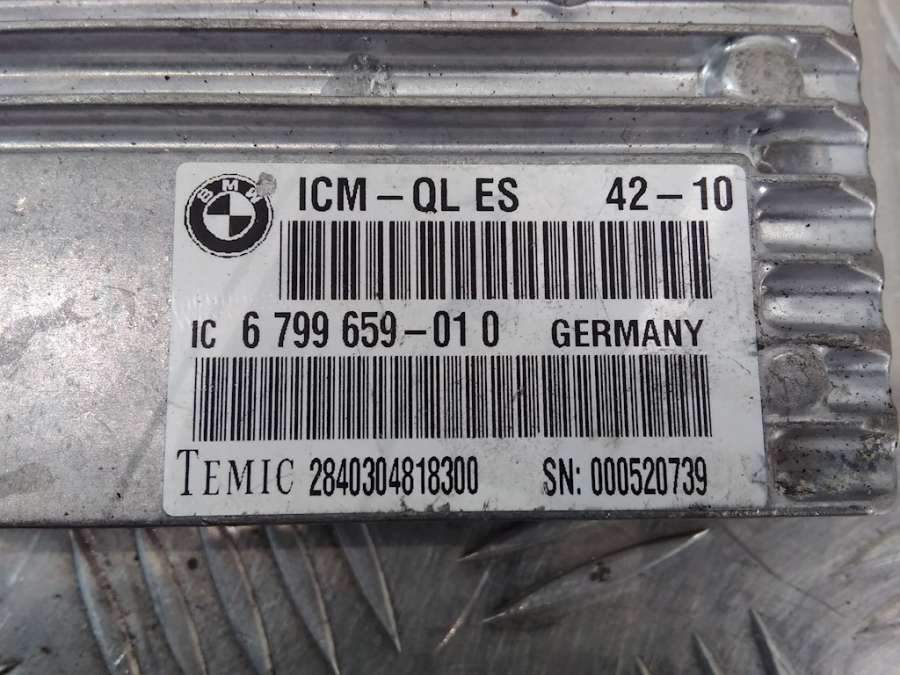 BMW
ICM-QL ES 42-10
IC 6 799 659-01 0 GERMANY
TEMIC 2840304818300 SN: 000520739